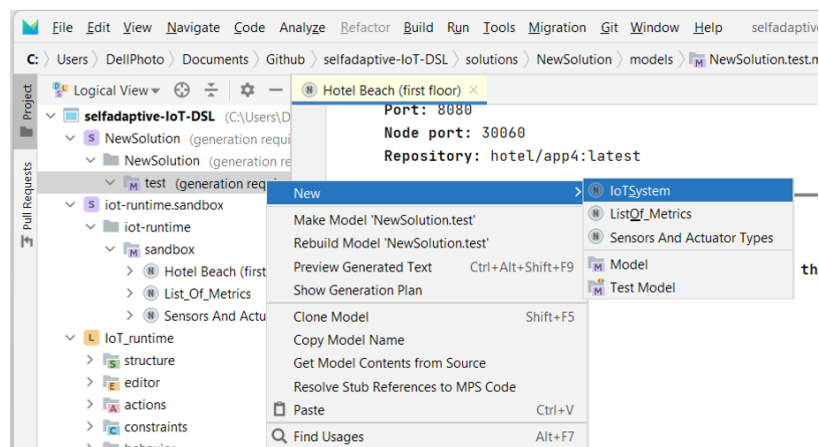 File Edit View Navigate Code Analyze Refactor Build Run Tools Migration Git Window Help selfadaptive
C: Users DellPhoto Documents Github selfadaptive-IoT-DSL solutions NewSolution models NewSolution.test.m
Project
Pull Requests
Logical View
Hotel Beach (first floor)
selfadaptive-IoT-DSL (C:\Users\D
NewSolution (generation requi
NewSolution (generation re
test (generation req
iot-runtime.sandbox
iot-runtime
sandbox
Hotel Beach (first
List_Of_Metrics
Sensors And Actu
IoT_runtime
structure
editor
actions
constraints
Port: 8080
Node port: 30060
Repository: hotel/app4:latest
th
New
Make Model 'NewSolution.test'
Rebuild Model 'NewSolution.test'
Preview Generated Text Ctrl+Alt+Shift+F9
Show Generation Plan
Clone Model Shift+F5
Copy Model Name
Get Model Contents from Source
Resolve Stub References to MPS Code
Paste Ctrl+V
Find Usages Alt+F7
IoTSystem
ListOf_Metrics
Sensors And Actuator Types
Model
Test Model